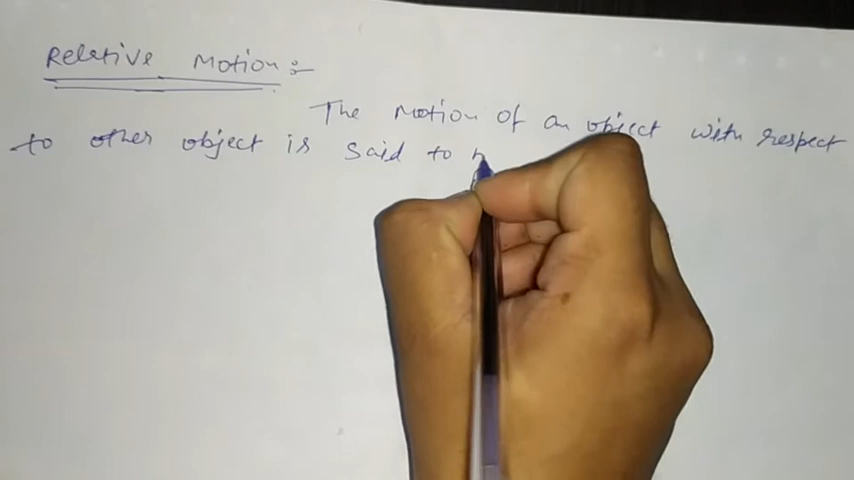 Relative Motion :-
The Motion of an object with respect
to other object is said to